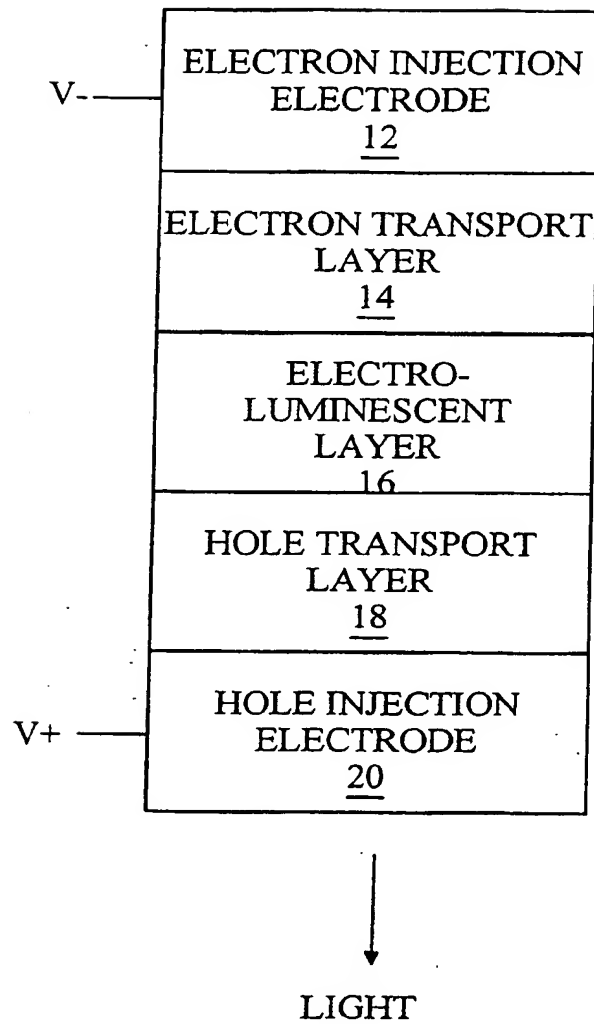 ELECTRON INJECTION
ELECTRODE
12
V-
ELECTRON TRANSPORT
LAYER
14
ELECTRO-
LUMINESCENT
LAYER
16
HOLE TRANSPORT
LAYER
18
HOLE INJECTION
ELECTRODE
20
V+
LIGHT